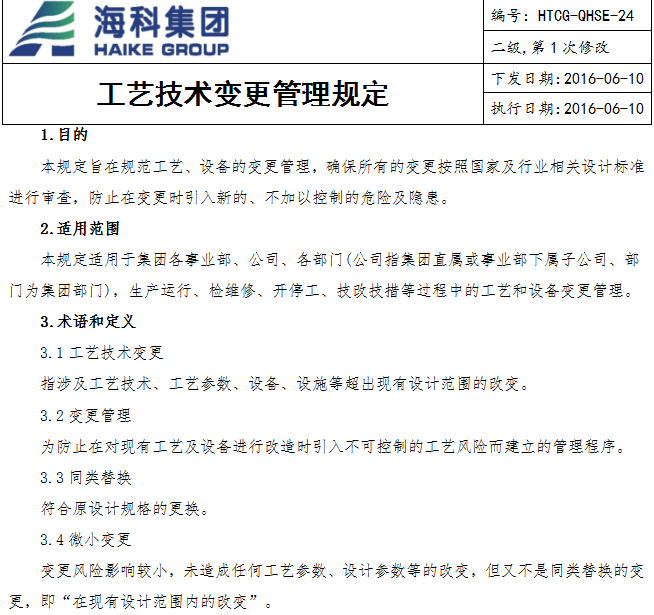 海科集团
HAIKE GROUP
编号: HTCG-QHSE-24
二级,第1次修改
工艺技术变更管理规定
下发日期:2016-06-10
执行日期:2016-06-10
1.目的
本规定旨在规范工艺、设备的变更管理，确保所有的变更按照国家及行业相关设计标准
进行审查，防止在变更时引入新的、不加以控制的危险及隐患。
2.适用范围
本规定适用于集团各事业部、公司、各部门(公司指集团直属或事业部下属子公司、部
门为集团部门)，生产运行、检维修、开停工、技改技措等过程中的工艺和设备变更管理。
3.术语和定义
3.1 工艺技术变更
指涉及工艺技术、工艺参数、设备、设施等超出现有设计范围的改变。
3.2 变更管理
为防止在对现有工艺及设备进行改造时引入不可控制的工艺风险而建立的管理程序。
3.3 同类替换
符合原设计规格的更换。
3.4 微小变更
变更风险影响较小，未造成任何工艺参数、设计参数等的改变，但又不是同类替换的变
更，即“在现有设计范围内的改变”。